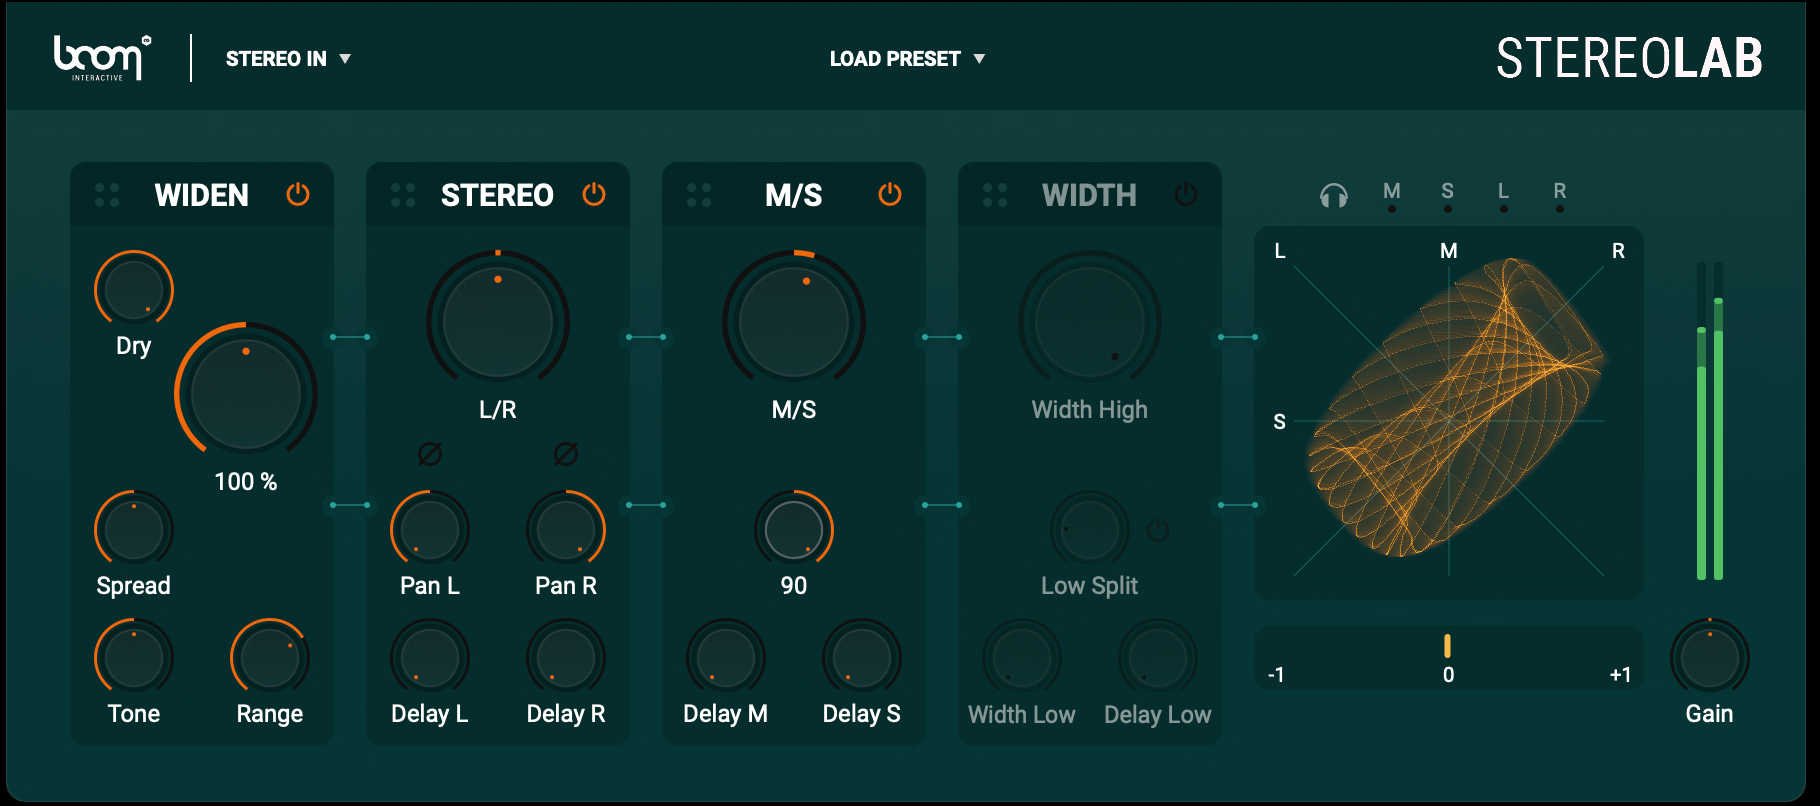 boom
INTERACTIVE
STEREO IN
LOAD PRESET
STEREOLAB
WIDEN
STEREO
M/S
WIDTH
M S L R
Dry
100 %
Spread
Tone
Range
L/R
Ø Ø
Pan L
Pan R
Delay L
Delay R
M/S
90
Delay M
Delay S
Width High
Low Split
Width Low
Delay Low
L M R
S
-1 0 +1
Gain